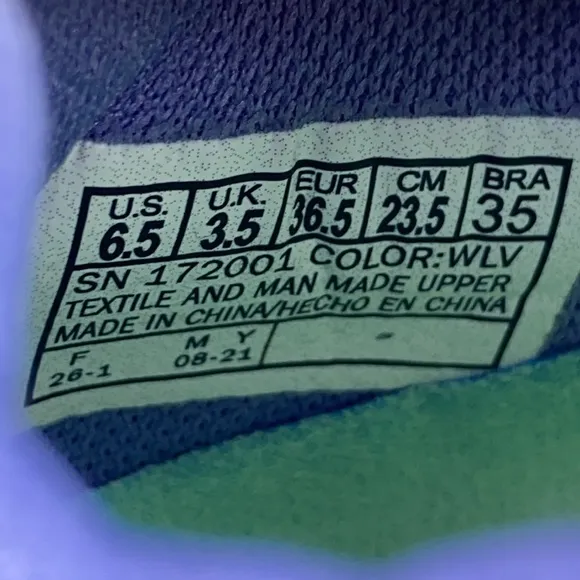 U.S. U.K. EUR CM BRA
6.5 3.5 36.5 23.5 35
SN 172001 COLOR:WLV
TEXTILE AND MAN MADE UPPER
MADE IN CHINA/HECHO EN CHINA
F M Y -
26-1 08-21